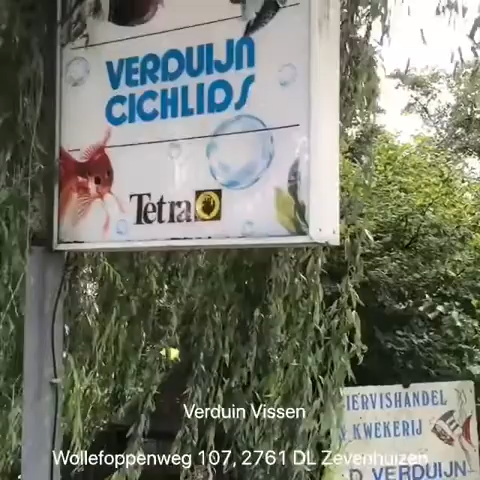 VERDUIJN
CICHLIDS
Tetra
IERVISHANDEL
KWEKERIJ
D. VERDUIJN
Verduin Vissen
Wollefoppenweg 107, 2761 DL Zevenhuizen